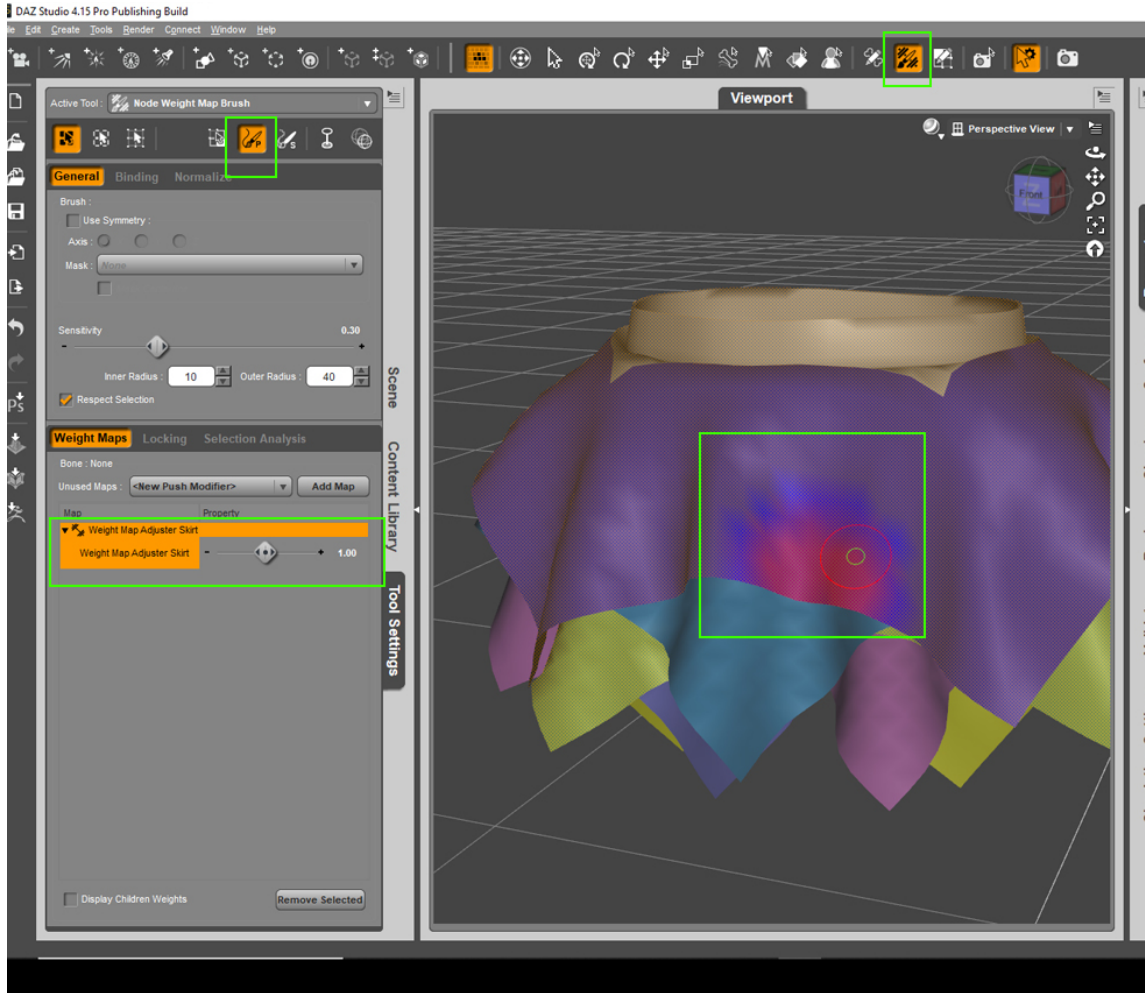 DAZ Studio 4.15 Pro Publishing Build
Edit Create Tools Render Connect Window Help
Active Tool : Node Weight Map Brush
Viewport
Perspective View
General Binding Normalize
Front
Brush :
Use Symmetry :
Axis :
Mask : None
Sensitivity 0.30
Inner Radius : 10 Outer Radius : 40
Respect Selection
Scene
Content Library
Tool Settings
Weight Maps Locking Selection Analysis
Bone : None
Unused Maps : <New Push Modifier> Add Map
Map Property
Weight Map Adjuster Skirt
Weight Map Adjuster Skirt - + 1.00
Display Children Weights Remove Selected
Ps